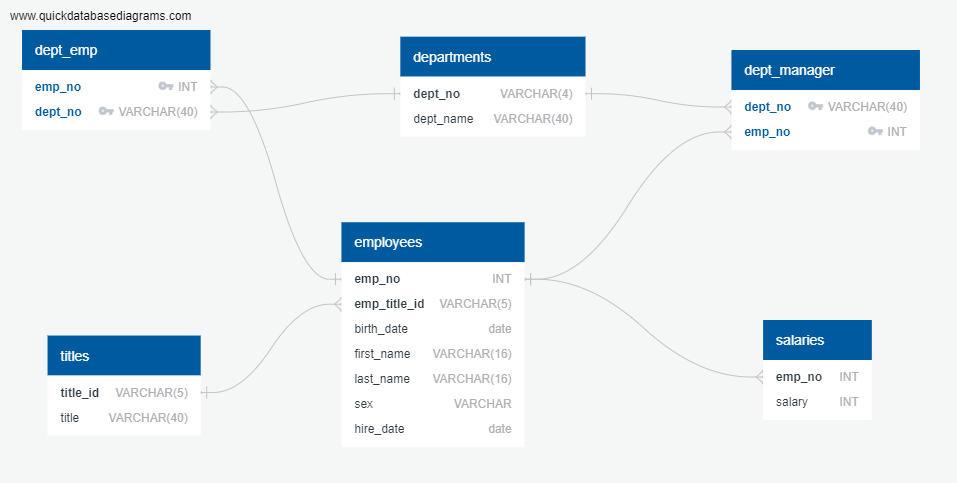 www.quickdatabasediagrams.com
dept_emp
emp_no INT
dept_no VARCHAR(40)
departments
dept_no VARCHAR(4)
dept_name VARCHAR(40)
dept_manager
dept_no VARCHAR(40)
emp_no INT
employees
emp_no INT
emp_title_id VARCHAR(5)
birth_date date
first_name VARCHAR(16)
last_name VARCHAR(16)
sex VARCHAR
hire_date date
titles
title_id VARCHAR(5)
title VARCHAR(40)
salaries
emp_no INT
salary INT